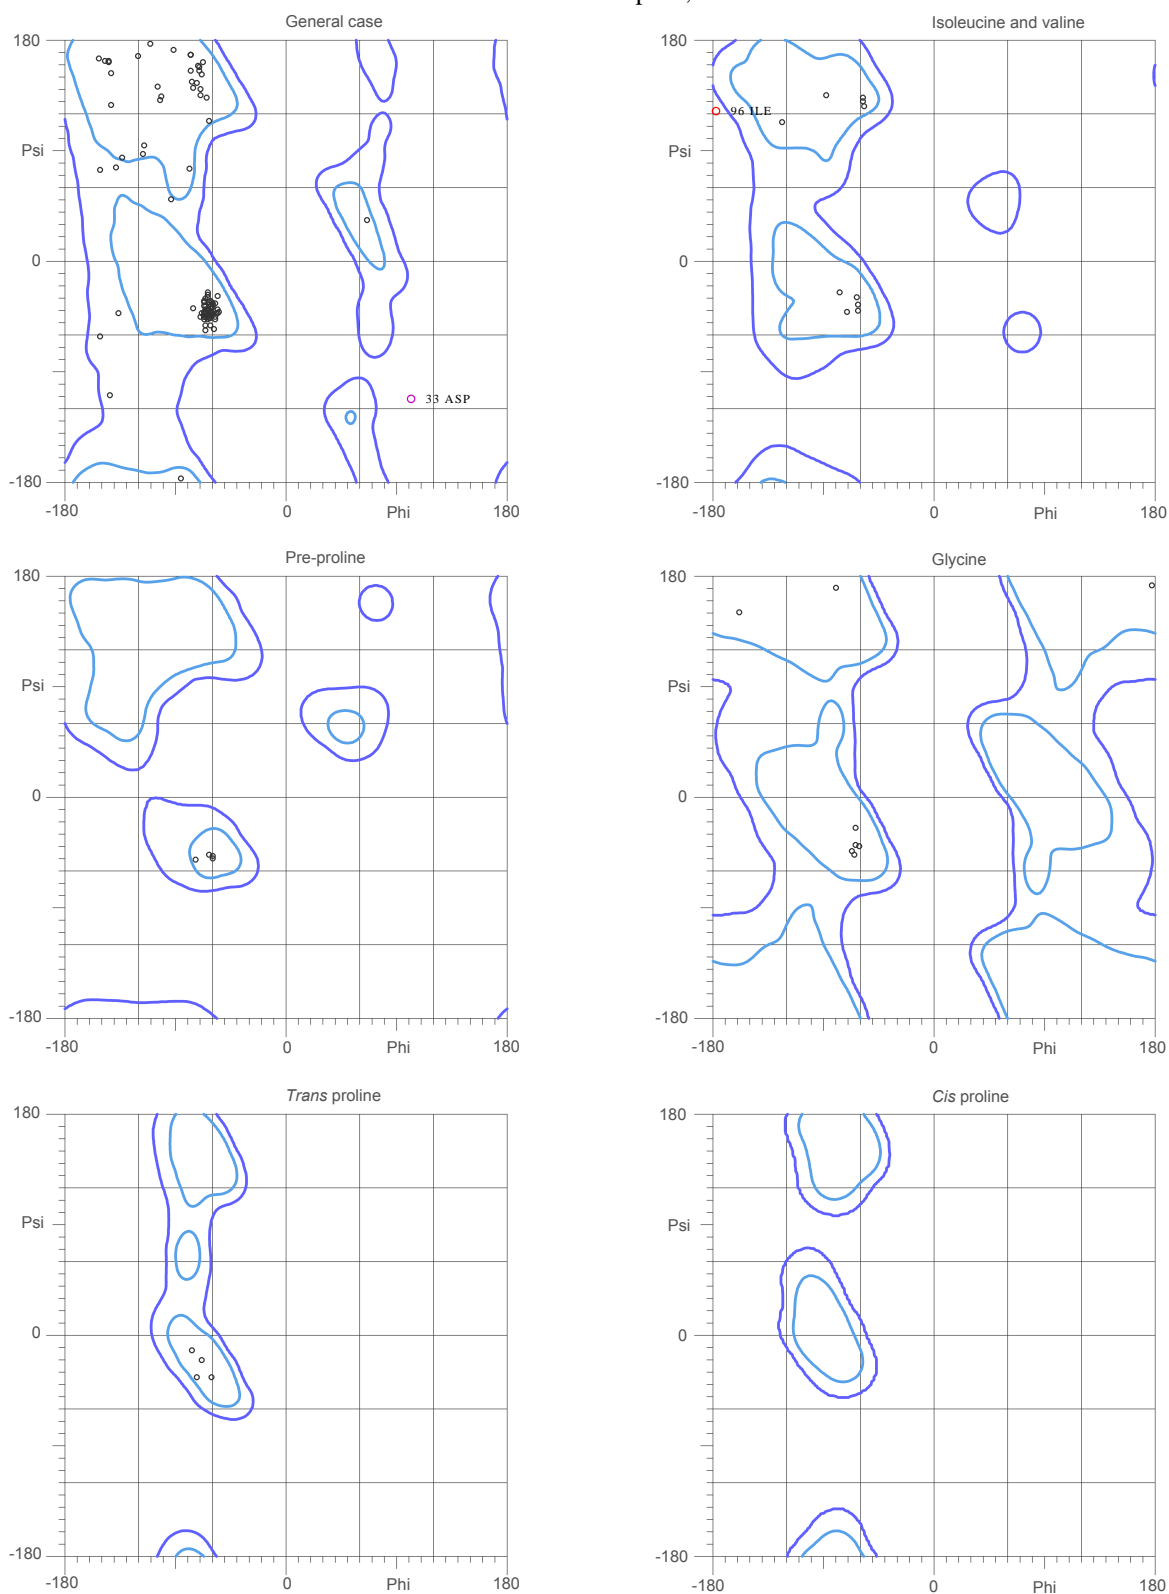 General case
Isoleucine and valine
180
180
96 ILE
Psi
Psi
0
0
33 ASP
-180
-180
-180
0
Phi
180
-180
0
Phi
180
Pre-proline
Glycine
180
180
Psi
Psi
0
0
-180
-180
-180
0
Phi
180
-180
0
Phi
180
Trans proline
Cis proline
180
180
Psi
Psi
0
0
-180
-180
-180
0
Phi
180
-180
0
Phi
180